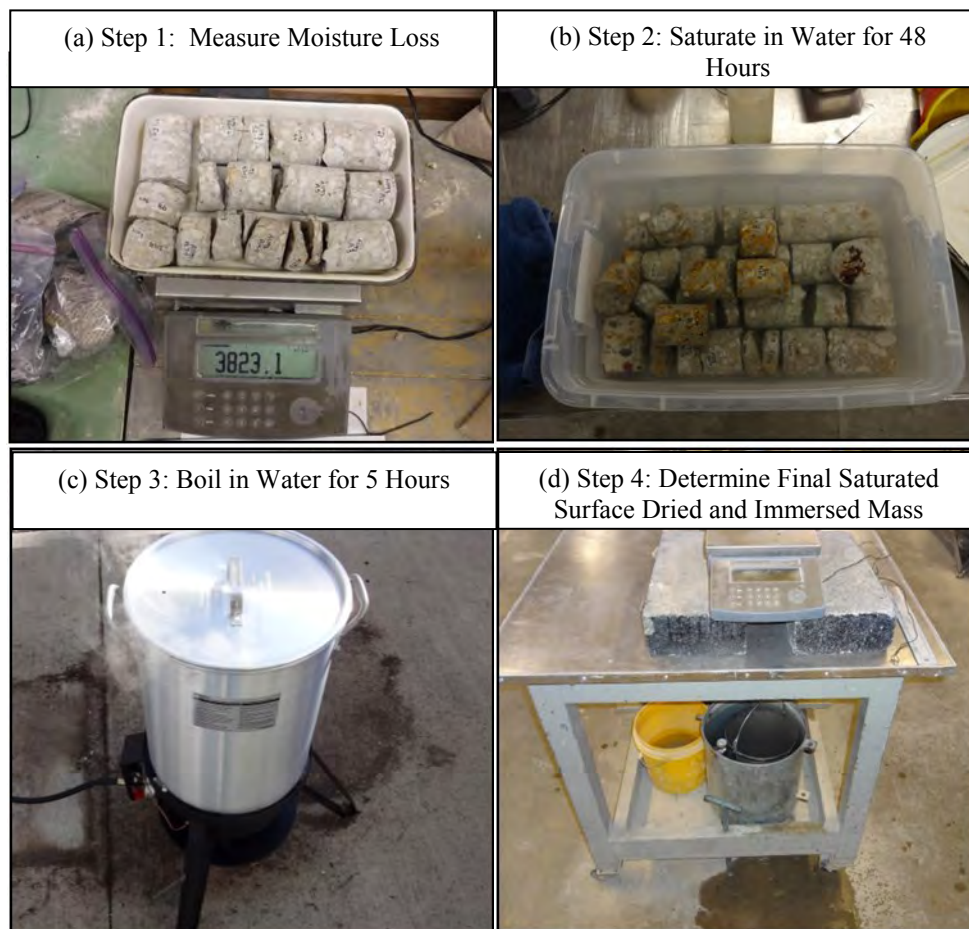 (a) Step 1:  Measure Moisture Loss
(b) Step 2: Saturate in Water for 48
Hours
3823.1
(c) Step 3: Boil in Water for 5 Hours
(d) Step 4: Determine Final Saturated
Surface Dried and Immersed Mass